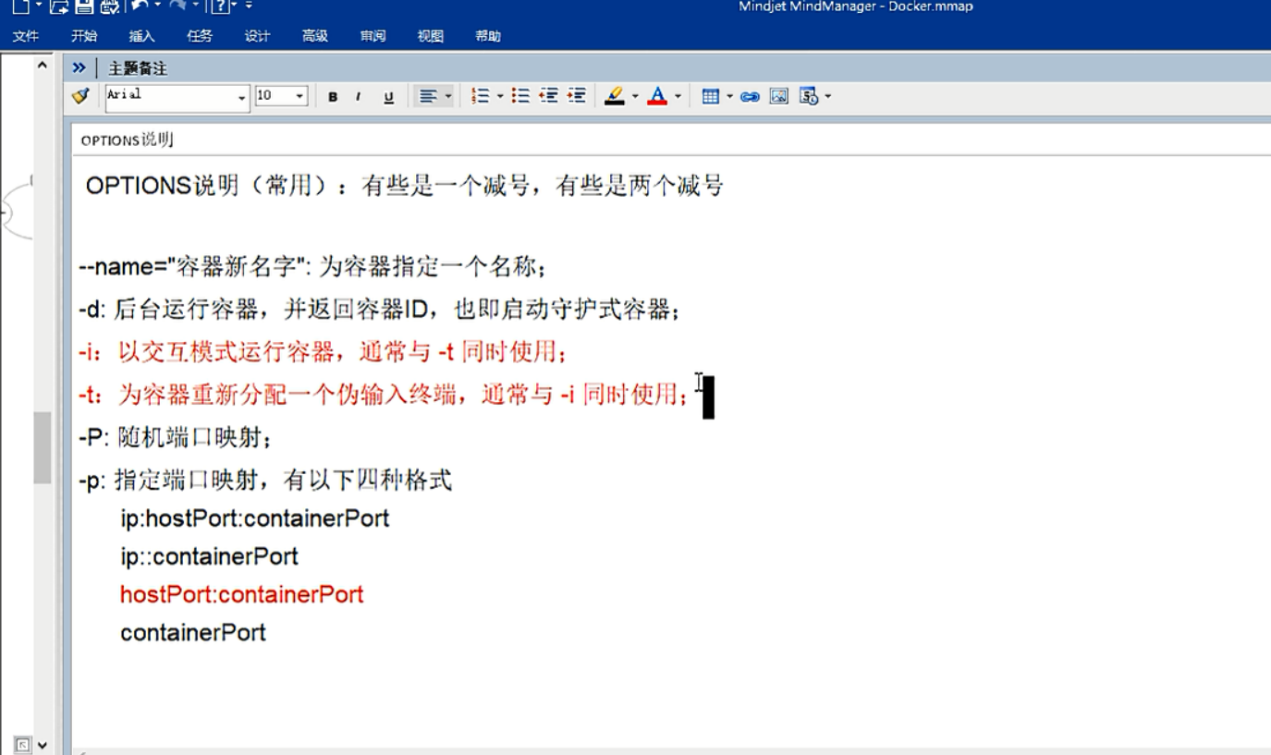 Mindjet MindManager - Docker.mmap
文件 开始 插入 任务 设计 高级 审阅 视图 帮助
» 主题备注
Arial 10 B I U
OPTIONS说明
OPTIONS说明（常用）：有些是一个减号，有些是两个减号
--name="容器新名字": 为容器指定一个名称；
-d: 后台运行容器，并返回容器ID，也即启动守护式容器；
-i：以交互模式运行容器，通常与 -t 同时使用；
-t：为容器重新分配一个伪输入终端，通常与 -i 同时使用；
-P: 随机端口映射；
-p: 指定端口映射，有以下四种格式
ip:hostPort:containerPort
ip::containerPort
hostPort:containerPort
containerPort